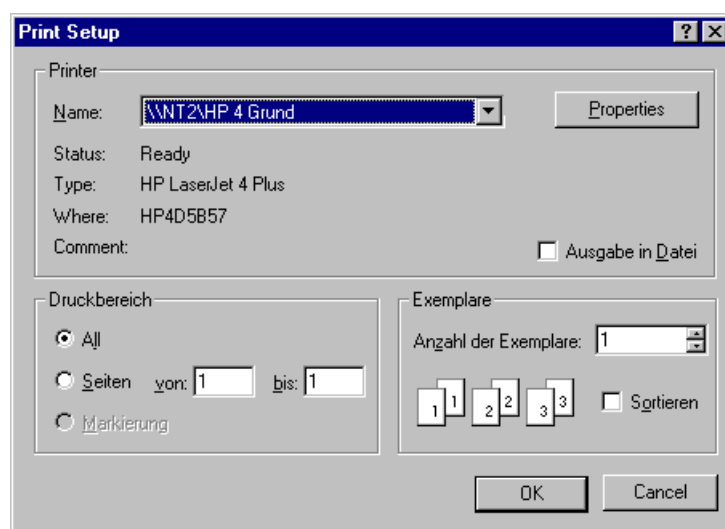 Print Setup
Printer
Name: \\NT2\HP 4 Grund Properties
Status: Ready
Type: HP LaserJet 4 Plus
Where: HP4D5B57
Comment: Ausgabe in Datei
Druckbereich
All
Seiten von: 1 bis: 1
Markierung
Exemplare
Anzahl der Exemplare: 1
1 1 2 2 3 3 Sortieren
OK Cancel